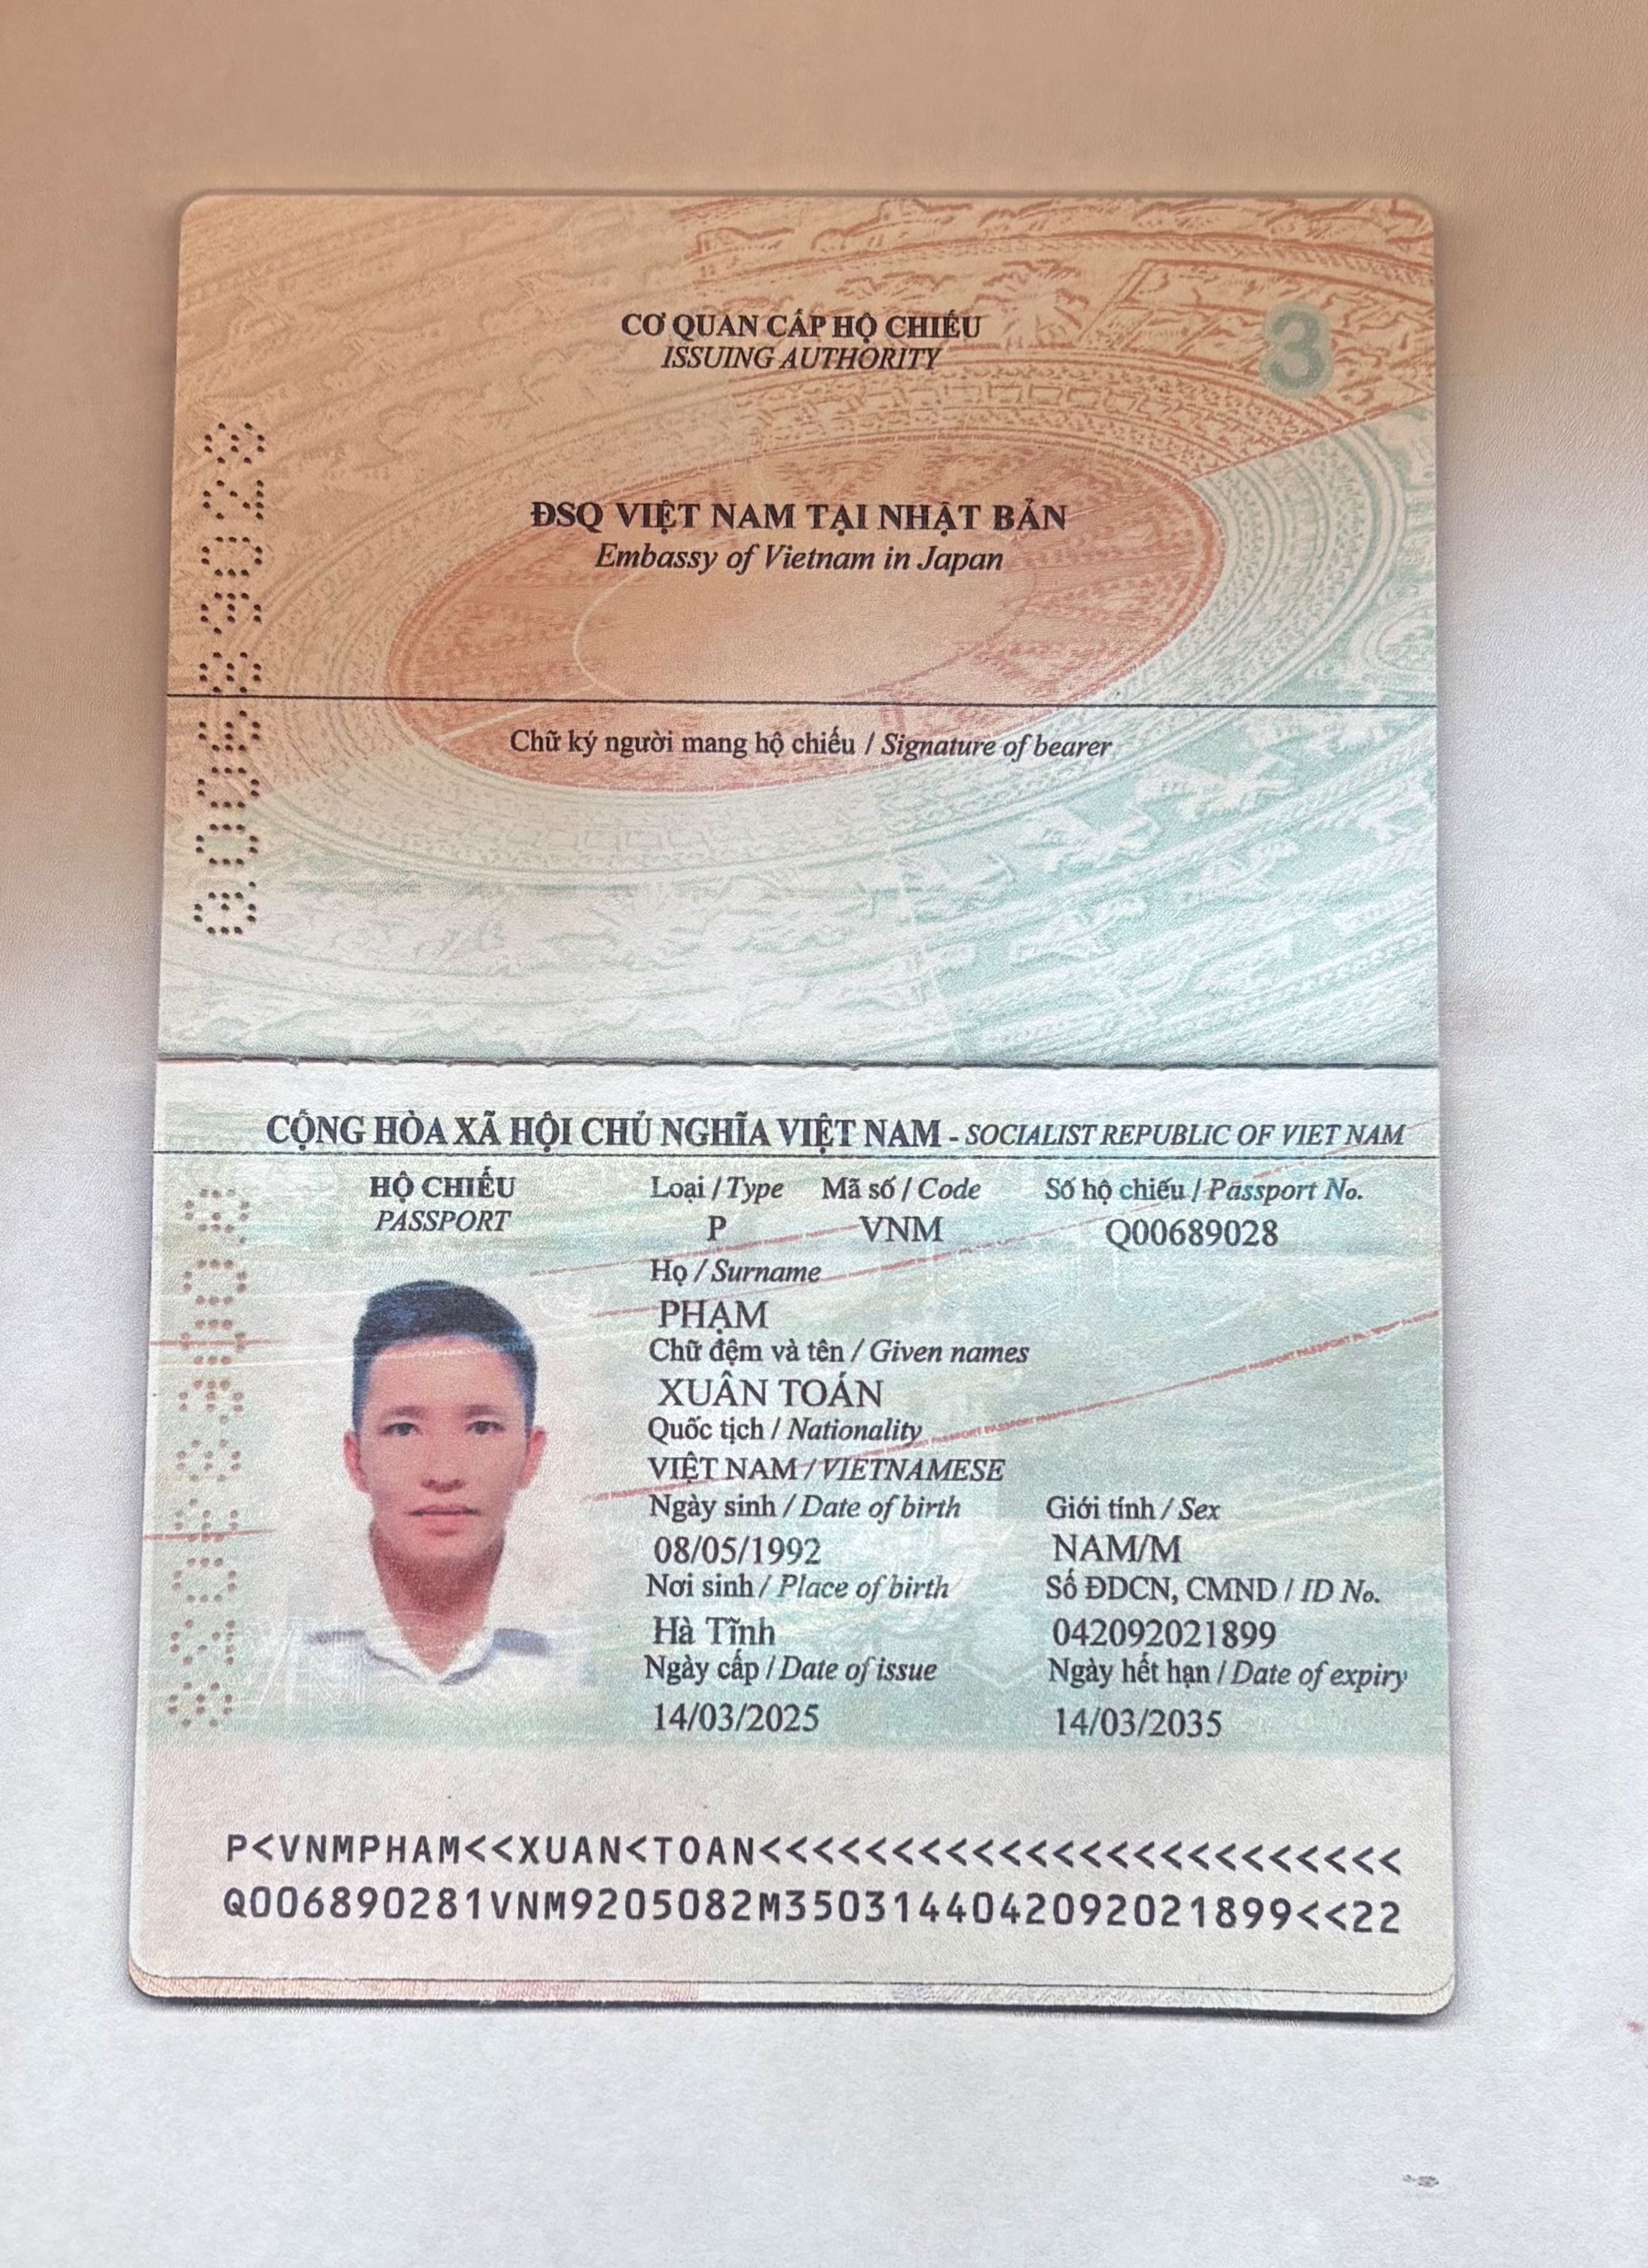 CƠ QUAN CẤP HỘ CHIẾU
ISSUING AUTHORITY
3
ĐSQ VIỆT NAM TẠI NHẬT BẢN
Embassy of Vietnam in Japan
Chữ ký người mang hộ chiếu / Signature of bearer
CỘNG HÒA XÃ HỘI CHỦ NGHĨA VIỆT NAM - SOCIALIST REPUBLIC OF VIET NAM
HỘ CHIẾU
PASSPORT
Loại / Type Mã số / Code Số hộ chiếu / Passport No.
P VNM Q00689028
Họ / Surname
PHẠM
Chữ đệm và tên / Given names
XUÂN TOÁN
Quốc tịch / Nationality
VIỆT NAM / VIETNAMESE
Ngày sinh / Date of birth Giới tính / Sex
08/05/1992 NAM/M
Nơi sinh / Place of birth Số ĐDCN, CMND / ID No.
Hà Tĩnh 042092021899
Ngày cấp / Date of issue Ngày hết hạn / Date of expiry
14/03/2025 14/03/2035
P<VNMPHAM<<XUAN<TOAN<<<<<<<<<<<<<<<<<<<<<<<<
Q006890281VNM9205082M3503144042092021899<<22